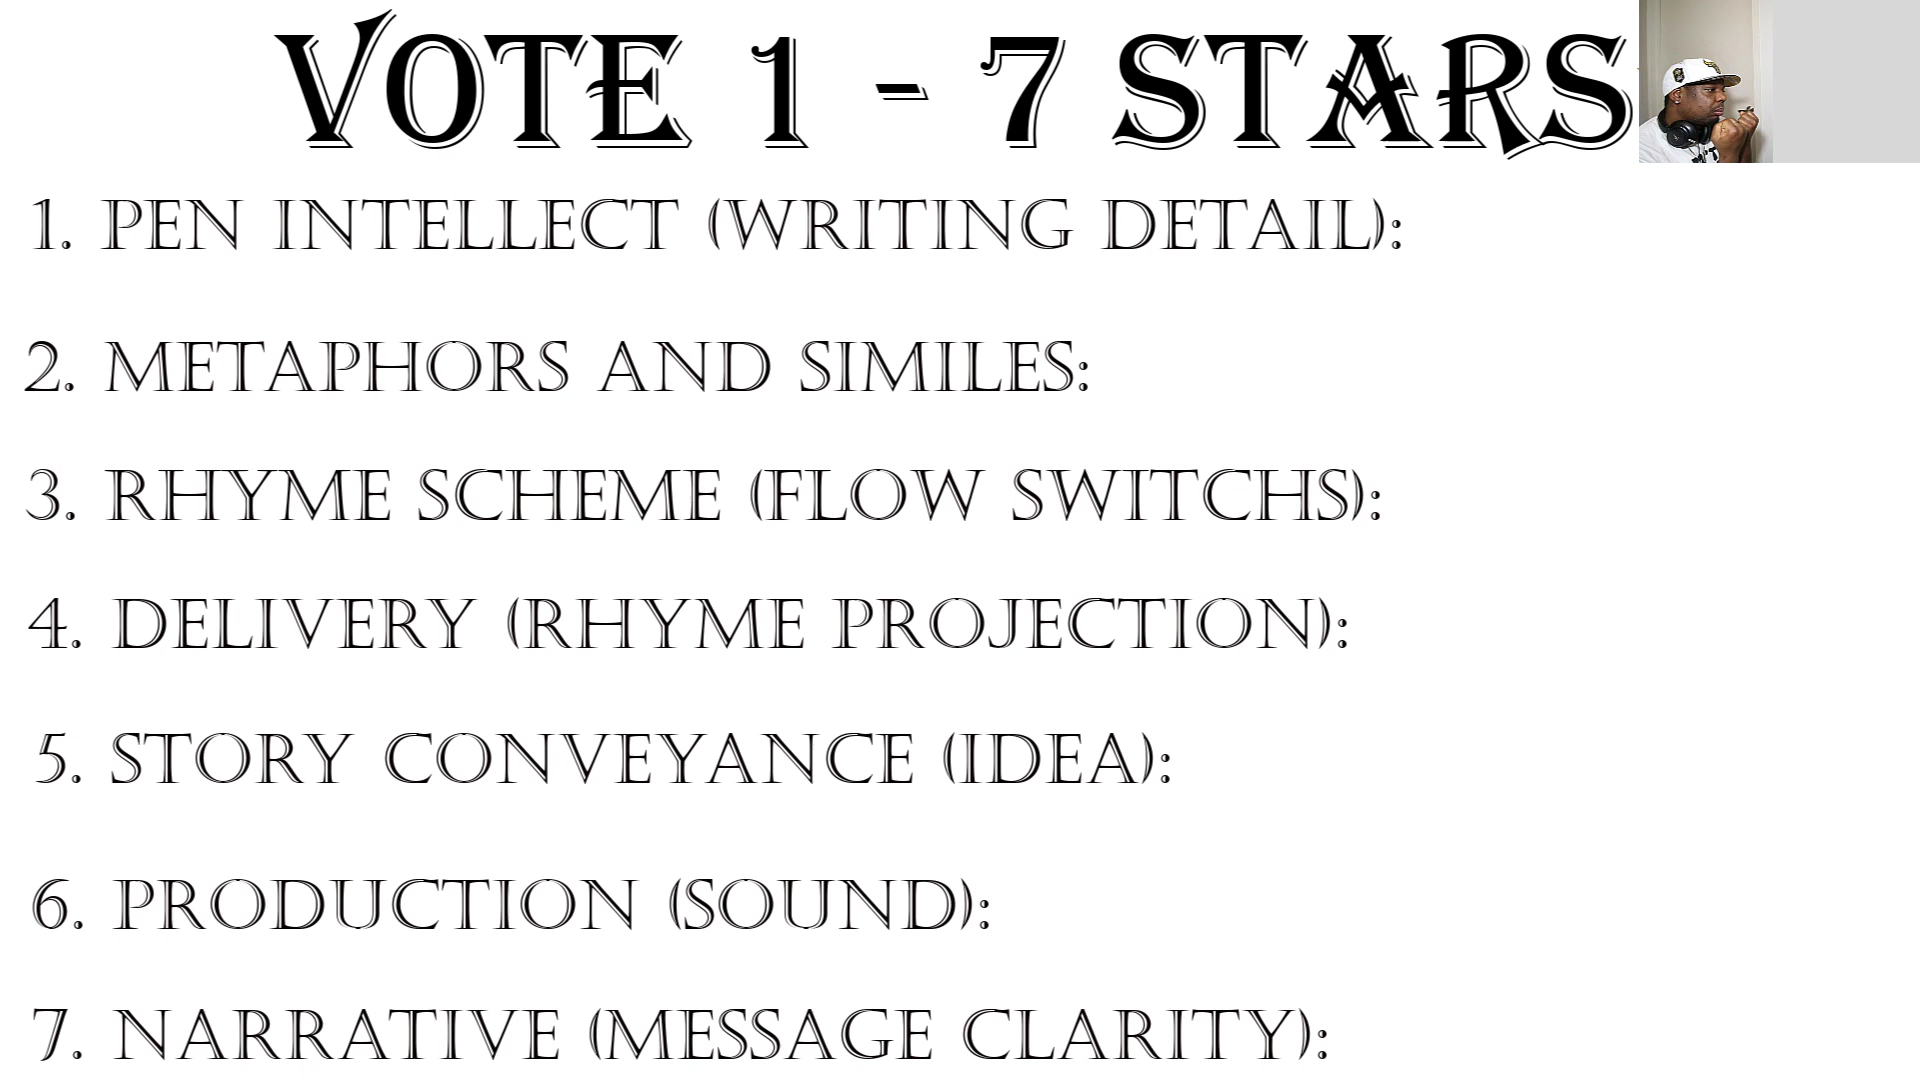 VOTE 1 - 7 STARS
1. PEN INTELLECT (WRITING DETAIL):
2. METAPHORS AND SIMILES:
3. RHYME SCHEME (FLOW SWITCHS):
4. DELIVERY (RHYME PROJECTION):
5. STORY CONVEYANCE (IDEA):
6. PRODUCTION (SOUND):
7. NARRATIVE (MESSAGE CLARITY):